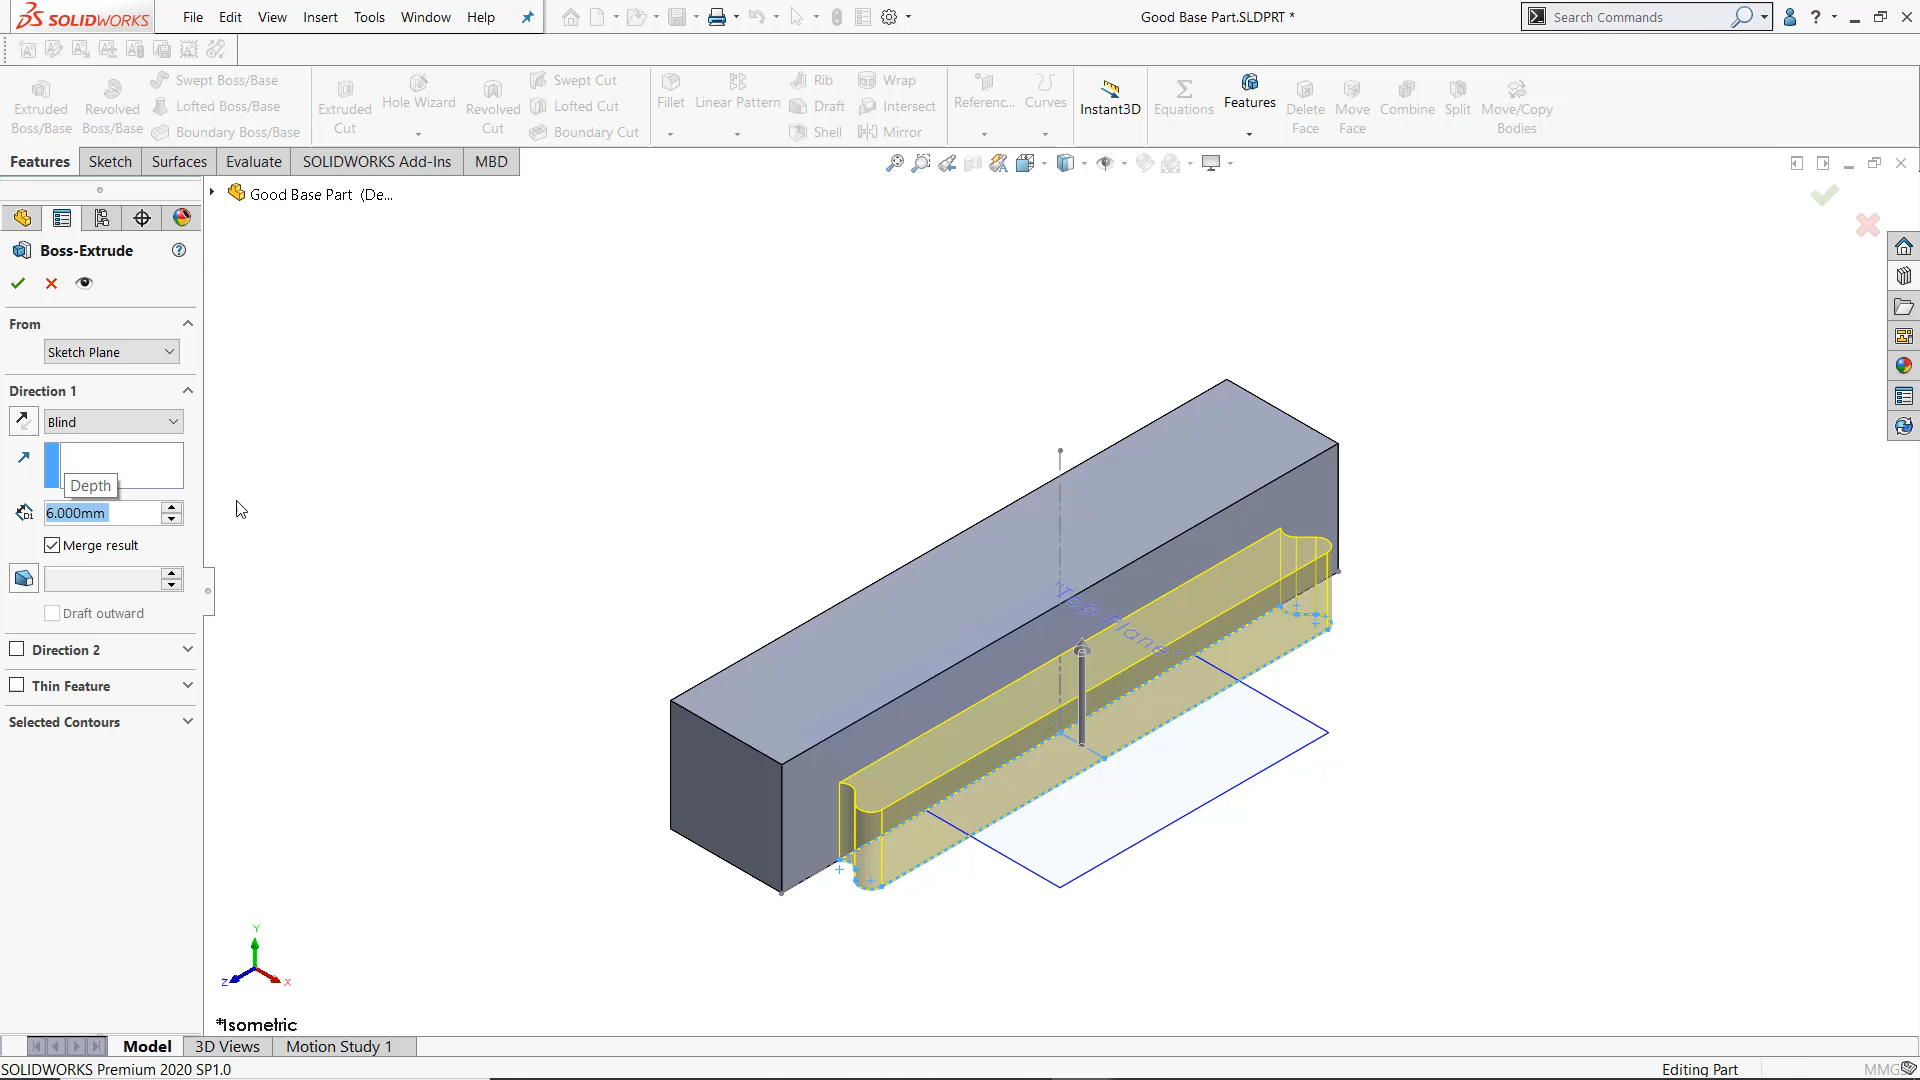 SOLIDWORKS File Edit View Insert Tools Window Help Good Base Part.SLDPRT * Search Commands ?
Extruded Boss/Base
Revolved Boss/Base
Swept Boss/Base
Lofted Boss/Base
Boundary Boss/Base
Extruded Cut
Hole Wizard
Revolved Cut
Swept Cut
Lofted Cut
Boundary Cut
Fillet
Linear Pattern
Rib
Draft
Shell
Wrap
Intersect
Mirror
Referenc...
Curves
Instant3D
Equations
Features
Delete Face
Move Face
Combine
Split
Move/Copy Bodies
Features Sketch Surfaces Evaluate SOLIDWORKS Add-Ins MBD
Good Base Part (De...
Boss-Extrude
From
Sketch Plane
Direction 1
Blind
Depth
6.000mm
Merge result
Draft outward
Direction 2
Thin Feature
Selected Contours
"Top Plane"
Y
Z X
*Isometric
Model 3D Views Motion Study 1
SOLIDWORKS Premium 2020 SP1.0 Editing Part